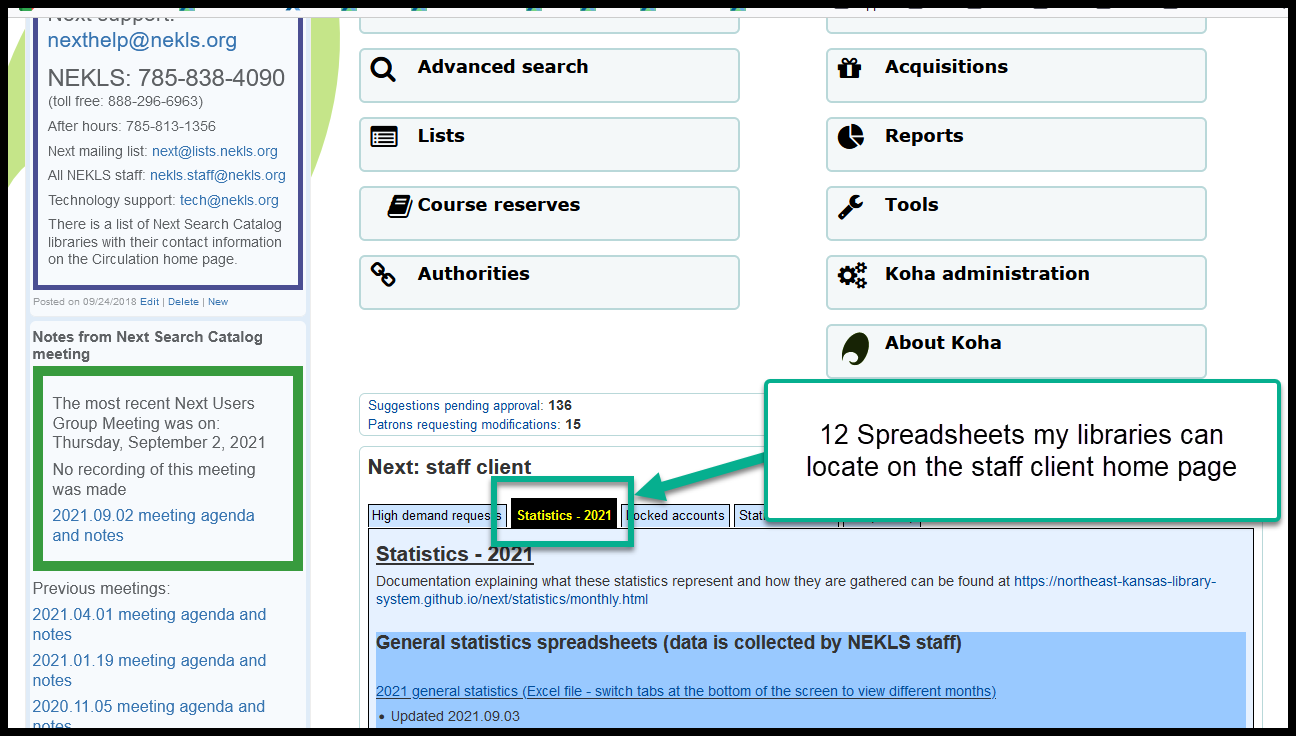 Next support:
nexthelp@nekls.org
NEKLS: 785-838-4090
(toll free: 888-296-6963)
After hours: 785-813-1356
Next mailing list: next@lists.nekls.org
All NEKLS staff: nekls.staff@nekls.org
Technology support: tech@nekls.org
There is a list of Next Search Catalog
libraries with their contact information
on the Circulation home page.
Posted on 09/24/2018 Edit | Delete | New
Notes from Next Search Catalog
meeting
The most recent Next Users
Group Meeting was on:
Thursday, September 2, 2021
No recording of this meeting
was made
2021.09.02 meeting agenda
and notes
Previous meetings:
2021.04.01 meeting agenda and
notes
2021.01.19 meeting agenda and
notes
2020.11.05 meeting agenda and
notes
Advanced search
Lists
Course reserves
Authorities
Acquisitions
Reports
Tools
Koha administration
About Koha
Suggestions pending approval: 136
Patrons requesting modifications: 15
12 Spreadsheets my libraries can
locate on the staff client home page
Next: staff client
High demand requests Statistics - 2021 Locked accounts
Statistics - 2021
Documentation explaining what these statistics represent and how they are gathered can be found at https://northeast-kansas-library-
system.github.io/next/statistics/monthly.html
General statistics spreadsheets (data is collected by NEKLS staff)
2021 general statistics (Excel file - switch tabs at the bottom of the screen to view different months)
• Updated 2021.09.03